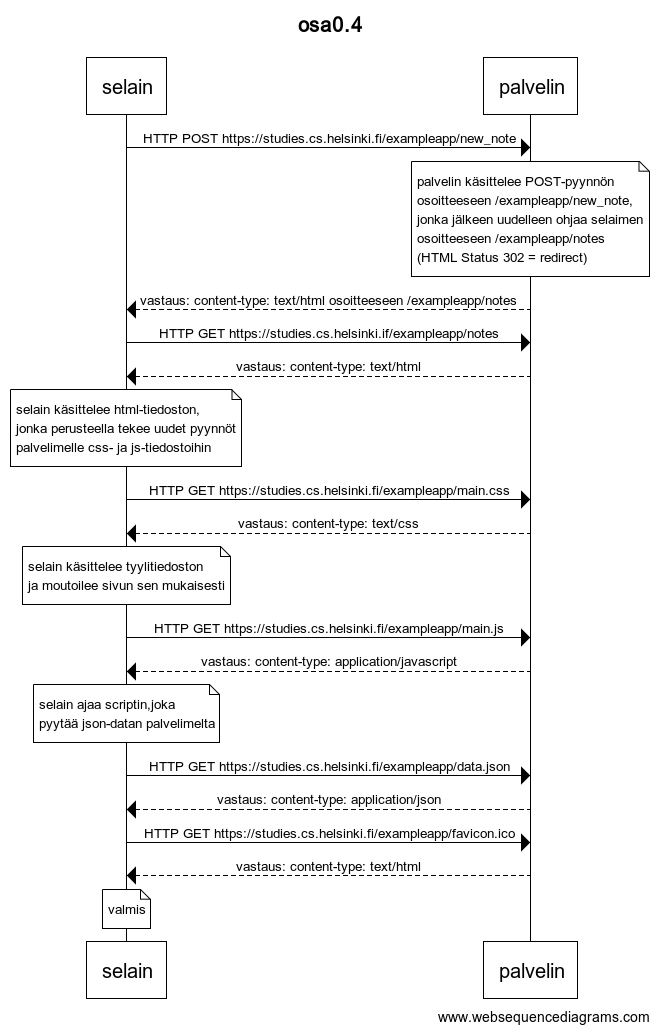 osa0.4
selain
palvelin
HTTP POST https://studies.cs.helsinki.fi/exampleapp/new_note
palvelin käsittelee POST-pyynnön
osoitteeseen /exampleapp/new_note,
jonka jälkeen uudelleen ohjaa selaimen
osoitteeseen /exampleapp/notes
(HTML Status 302 = redirect)
vastaus: content-type: text/html osoitteeseen /exampleapp/notes
HTTP GET https://studies.cs.helsinki.if/exampleapp/notes
vastaus: content-type: text/html
selain käsittelee html-tiedoston,
jonka perusteella tekee uudet pyynnöt
palvelimelle css- ja js-tiedostoihin
HTTP GET https://studies.cs.helsinki.fi/exampleapp/main.css
vastaus: content-type: text/css
selain käsittelee tyylitiedoston
ja moutoilee sivun sen mukaisesti
HTTP GET https://studies.cs.helsinki.fi/exampleapp/main.js
vastaus: content-type: application/javascript
selain ajaa scriptin,joka
pyytää json-datan palvelimelta
HTTP GET https://studies.cs.helsinki.fi/exampleapp/data.json
vastaus: content-type: application/json
HTTP GET https://studies.cs.helsinki.fi/exampleapp/favicon.ico
vastaus: content-type: text/html
valmis
selain
palvelin
www.websequencediagrams.com